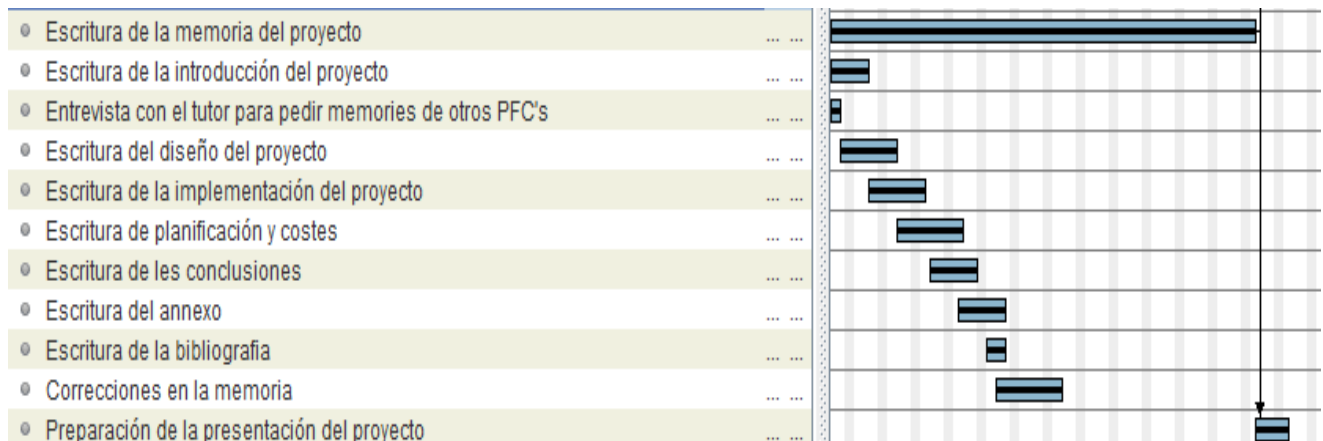 Escritura de la memoria del proyecto ... ...
Escritura de la introducción del proyecto ... ...
Entrevista con el tutor para pedir memories de otros PFC's ... ...
Escritura del diseño del proyecto ... ...
Escritura de la implementación del proyecto ... ...
Escritura de planificación y costes ... ...
Escritura de les conclusiones ... ...
Escritura del annexo ... ...
Escritura de la bibliografia ... ...
Correcciones en la memoria ... ...
Preparación de la presentación del proyecto ... ...